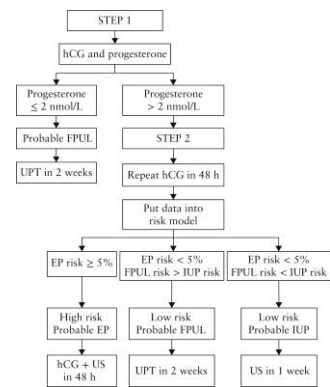 STEP 1
hCG and progesterone
Progesterone
≤ 2 nmol/L
Progesterone
> 2 nmol/L
Probable FPUL
STEP 2
UPT in 2 weeks
Repeat hCG in 48 h
Put data into
risk model
EP risk ≥ 5%
EP risk < 5%
FPUL risk > IUP risk
EP risk < 5%
FPUL risk < IUP risk
High risk
Probable EP
Low risk
Probable FPUL
Low risk
Probable IUP
hCG + US
in 48 h
UPT in 2 weeks
US in 1 week